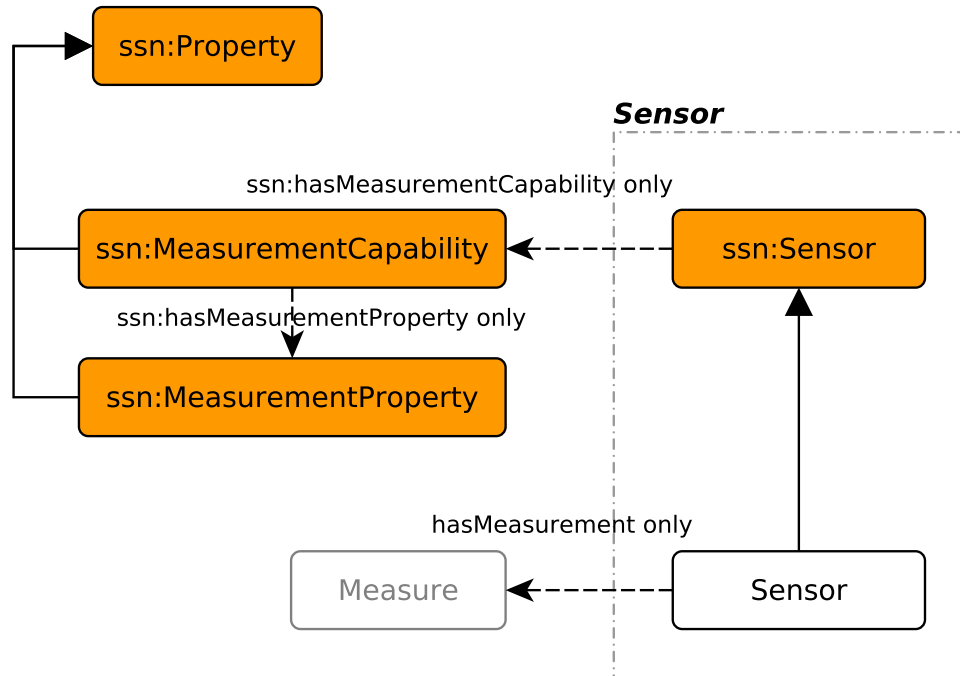 ssn:Property
Sensor
ssn:hasMeasurementCapability only
ssn:MeasurementCapability
ssn:Sensor
ssn:hasMeasurementProperty only
ssn:MeasurementProperty
hasMeasurement only
Measure
Sensor